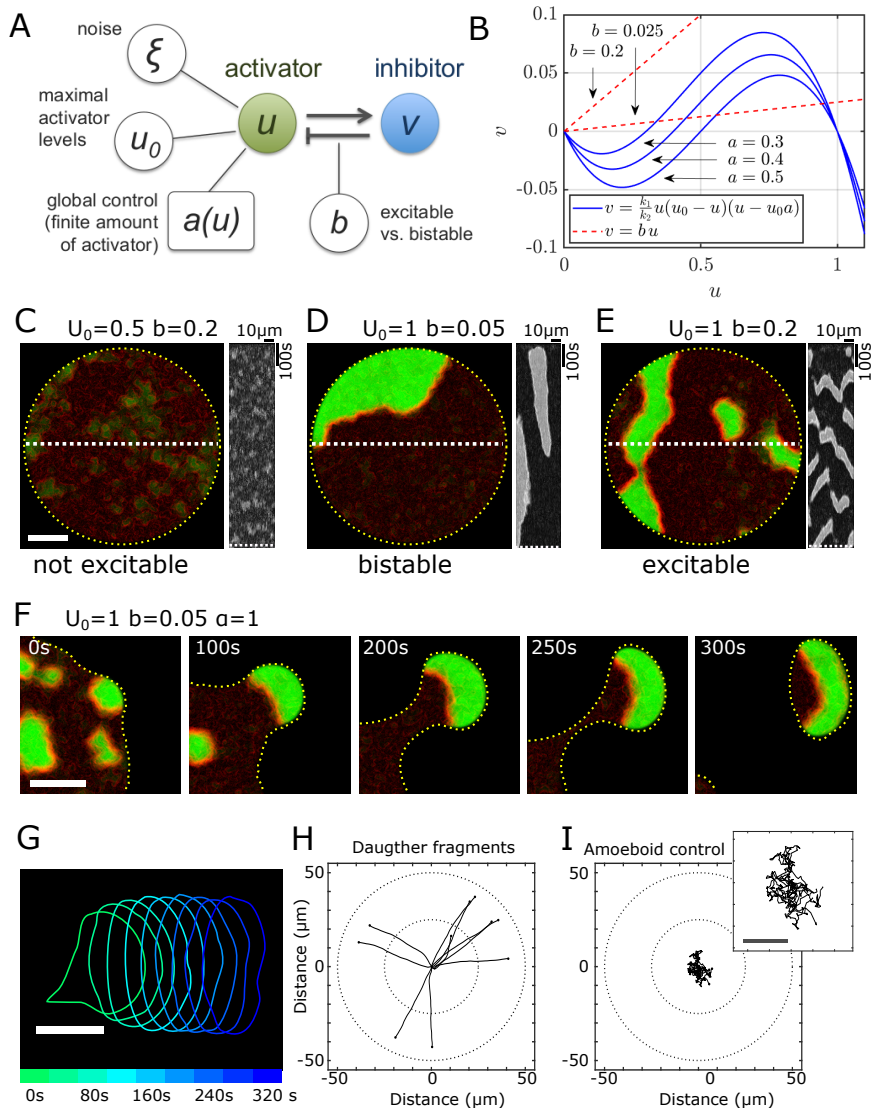 A
noise
ξ
activator
inhibitor
maximal
activator
levels
u₀
u
v
global control
(finite amount
of activator)
a(u)
b
excitable
vs. bistable
B
0.1
0.05
0
-0.05
-0.1
v
b = 0.025
b = 0.2
a = 0.3
a = 0.4
a = 0.5
v = k₁/k₂ u(u₀ − u)(u − u₀a)
v = b u
0 0.5 1
u
C
U₀=0.5 b=0.2
10µm
100s
not excitable
D
U₀=1 b=0.05
10µm
100s
bistable
E
U₀=1 b=0.2
10µm
100s
excitable
F
U₀=1 b=0.05 α=1
0s
100s
200s
250s
300s
G
0s 80s 160s 240s 320 s
H
Daugther fragments
50
0
-50
Distance (µm)
-50 0 50
Distance (µm)
I
Amoeboid control
50
0
-50
Distance (µm)
-50 0 50
Distance (µm)